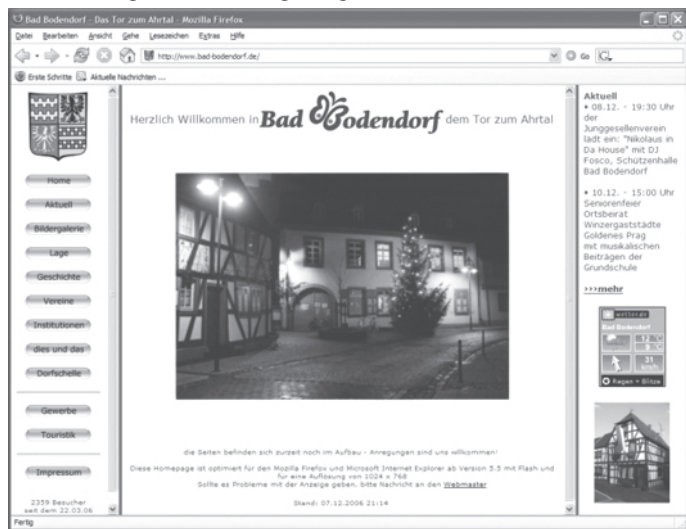 Bad Bodendorf - Das Tor zum Ahrtal - Mozilla Firefox
Datei Bearbeiten Ansicht Gehe Lesezeichen Extras Hilfe
http://www.bad-bodendorf.de/
Go
Erste Schritte Aktuelle Nachrichten ...
Home
Aktuell
Bildergalerie
Lage
Geschichte
Vereine
Institutionen
dies und das
Dorfschelle
Gewerbe
Touristik
Impressum
2359 Besucher
seit dem 22.03.06
Herzlich Willkommen in Bad Bodendorf dem Tor zum Ahrtal
die Seiten befinden sich zurzeit noch im Aufbau - Anregungen sind uns willkommen!
Diese Homepage ist optimiert für den Mozilla Firefox und Microsoft Internet Explorer ab Version 5.5 mit Flash und
für eine Auflösung von 1024 x 768
Sollte es Probleme mit der Anzeige geben, bitte Nachricht an den Webmaster
Stand: 07.12.2006 21:14
Aktuell
• 08.12. - 19:30 Uhr
der
Junggesellenverein
lädt ein: "Nikolaus in
Da House" mit DJ
Fosco, Schützenhalle
Bad Bodendorf
• 10.12. - 15:00 Uhr
Seniorenfeier
Ortsbeirat
Winzergaststädte
Goldenes Prag
mit musikalischen
Beiträgen der
Grundschule
>>>mehr
wetter.de
Bad Bodendorf
12 °C
9 °C
31
km/h
Regen + Blitze
Fertig